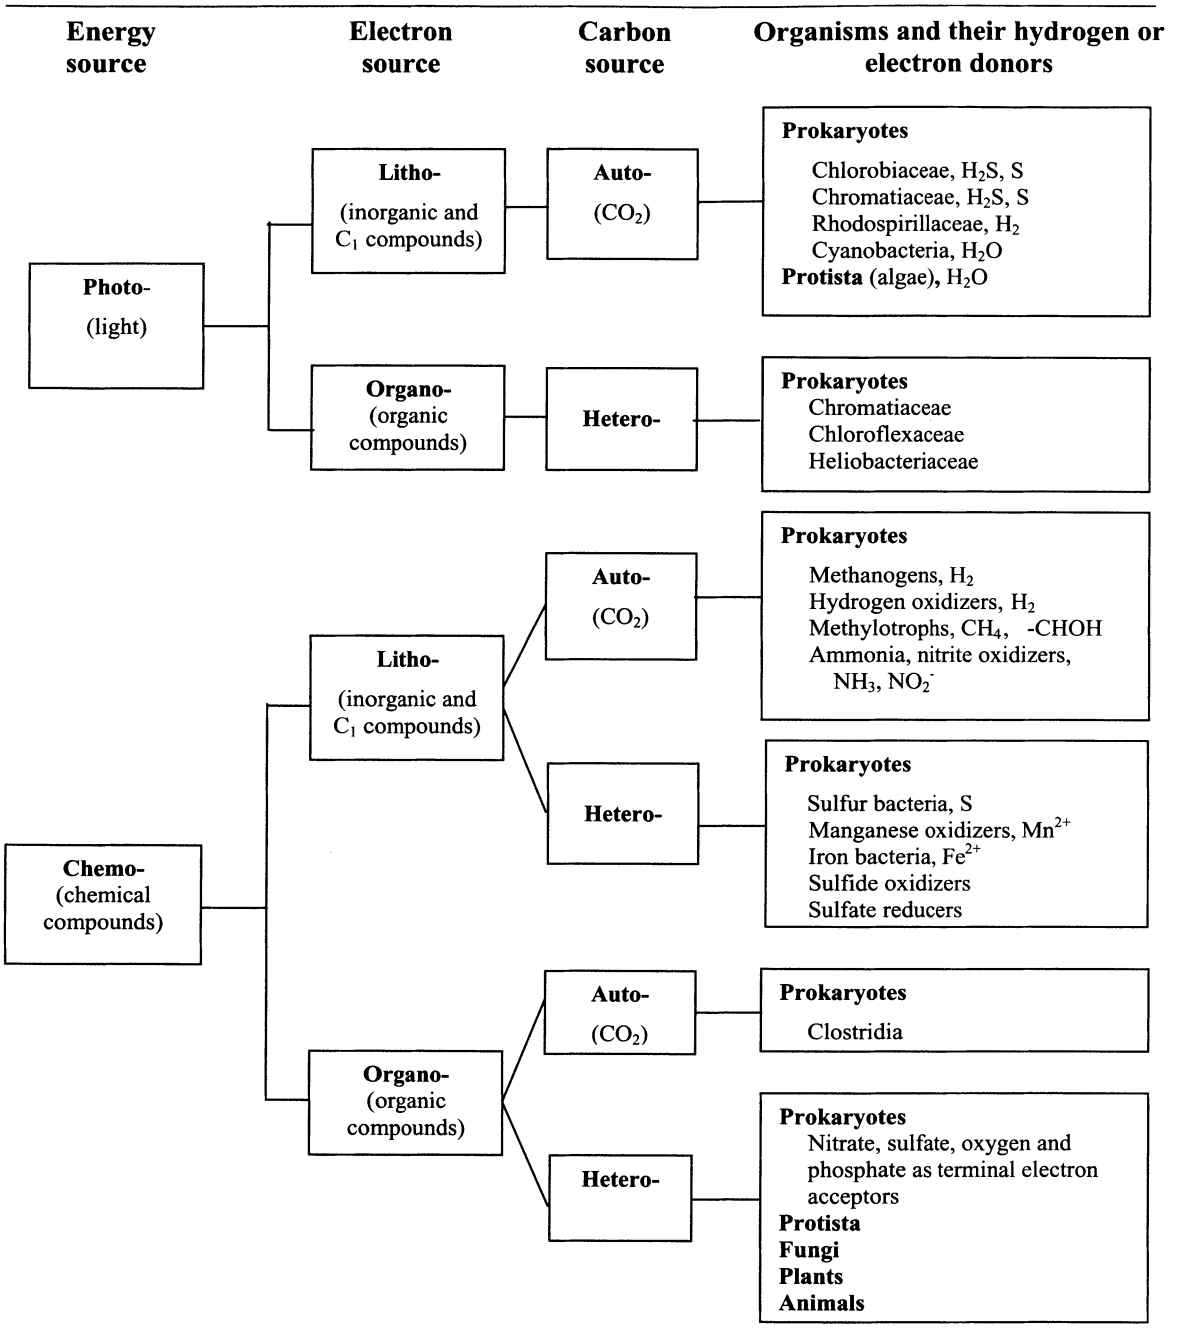 Energy source
Electron source
Carbon source
Organisms and their hydrogen or electron donors
Photo-
(light)
Litho-
(inorganic and
C₁ compounds)
Auto-
(CO₂)
Prokaryotes
Chlorobiaceae, H₂S, S
Chromatiaceae, H₂S, S
Rhodospirillaceae, H₂
Cyanobacteria, H₂O
Protista (algae), H₂O
Organo-
(organic
compounds)
Hetero-
Prokaryotes
Chromatiaceae
Chloroflexaceae
Heliobacteriaceae
Chemo-
(chemical
compounds)
Litho-
(inorganic and
C₁ compounds)
Auto-
(CO₂)
Prokaryotes
Methanogens, H₂
Hydrogen oxidizers, H₂
Methylotrophs, CH₄, -CHOH
Ammonia, nitrite oxidizers,
NH₃, NO₂⁻
Hetero-
Prokaryotes
Sulfur bacteria, S
Manganese oxidizers, Mn²⁺
Iron bacteria, Fe²⁺
Sulfide oxidizers
Sulfate reducers
Organo-
(organic
compounds)
Auto-
(CO₂)
Prokaryotes
Clostridia
Hetero-
Prokaryotes
Nitrate, sulfate, oxygen and
phosphate as terminal electron
acceptors
Protista
Fungi
Plants
Animals